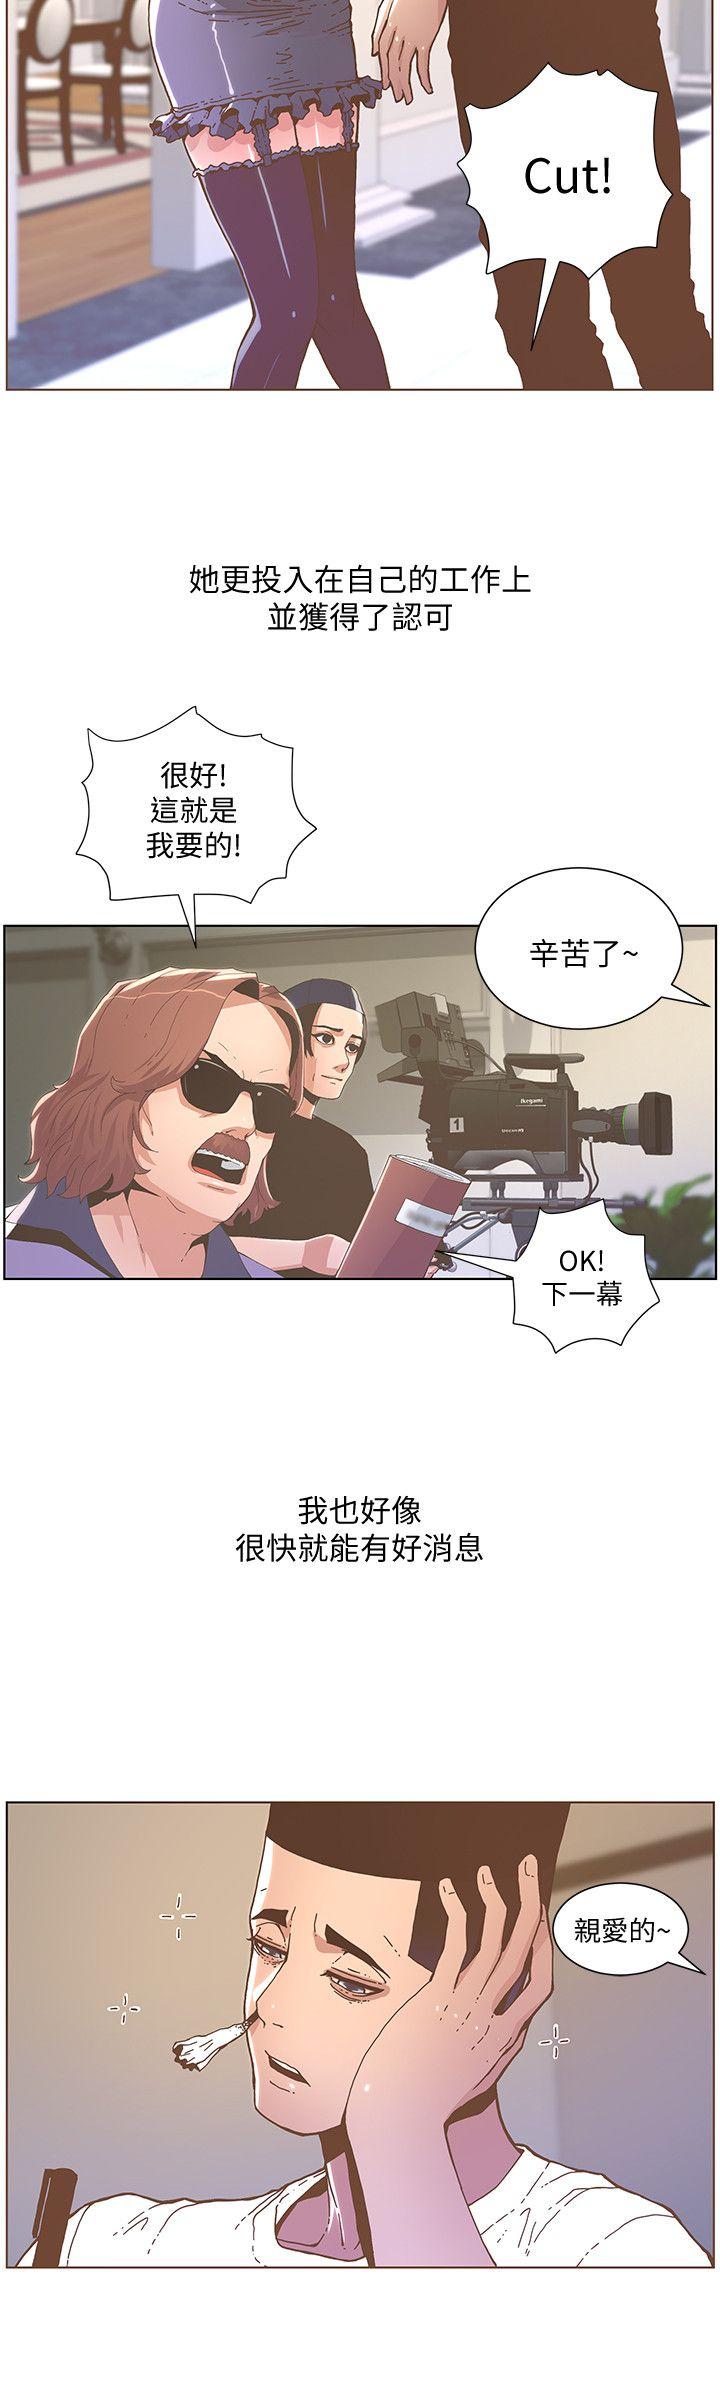 Cut!
她更投入在自己的工作上
並獲得了認可
很好!
這就是
我要的!
辛苦了~
Ikegami
1
OK!
下一幕
我也好像
很快就能有好消息
親愛的~